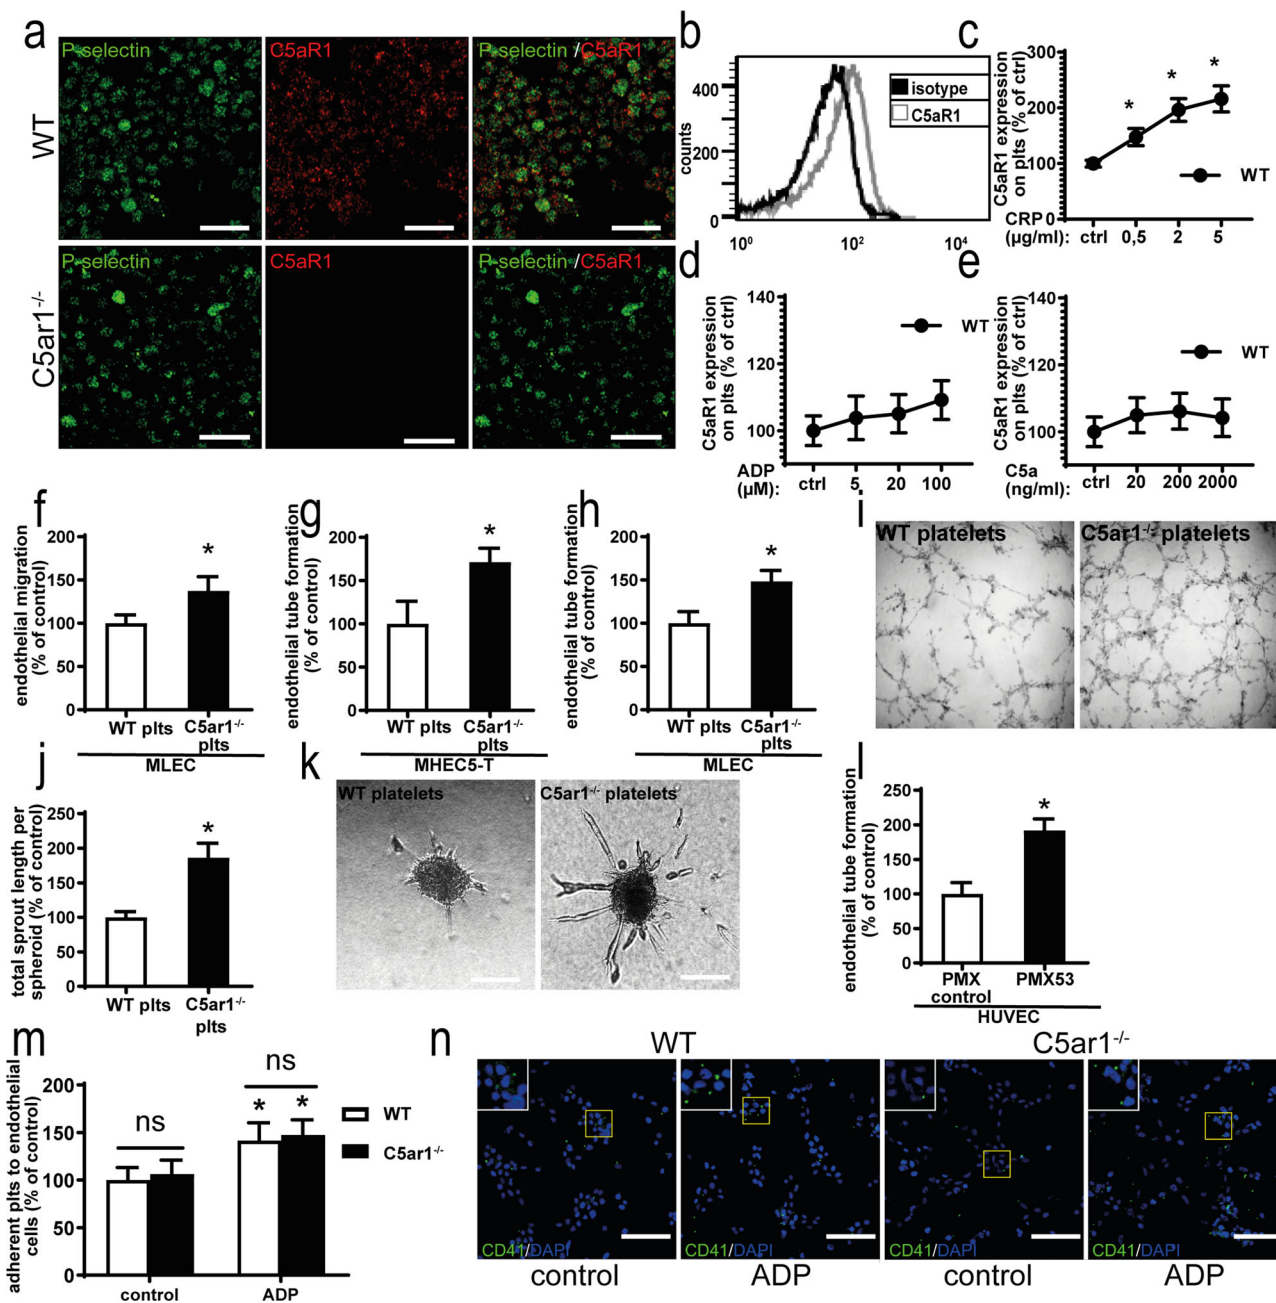 a
P-selectin
C5aR1
P-selectin /C5aR1
WT
P-selectin
C5aR1
P-selectin /C5aR1
C5ar1-/-
b
counts
400
200
0
10⁰
10²
10⁴
isotype
C5aR1
c
C5aR1 expression
on plts (% of ctrl)
300
200
100
0
WT
CRP
(µg/ml):
ctrl
0,5
2
5
*
*
*
d
C5aR1 expression
on plts (% of ctrl)
140
120
100
WT
ADP
(µM):
ctrl
5
20
100
e
C5aR1 expression
on plts (% of ctrl)
140
120
100
WT
C5a
(ng/ml):
ctrl
20
200
2000
f
endothelial migration
(% of control)
200
150
100
50
0
*
WT plts
C5ar1-/-
plts
MLEC
g
endothelial tube formation
(% of control)
200
150
100
50
0
*
WT plts
C5ar1-/-
plts
MHEC5-T
h
endothelial tube formation
(% of control)
200
150
100
50
0
*
WT plts
C5ar1-/-
plts
MLEC
i
WT platelets
C5ar1-/- platelets
j
total sprout length per
spheroid (% of control)
250
200
150
100
50
0
*
WT plts
C5ar1-/-
plts
k
WT platelets
C5ar1-/- platelets
l
endothelial tube formation
(% of control)
250
200
150
100
50
0
*
PMX
control
PMX53
HUVEC
m
adherent plts to endothelial
cells (% of control)
200
150
100
50
0
ns
ns
*
*
WT
C5ar1-/-
control
ADP
n
WT
C5ar1-/-
CD41/DAPI
CD41/DAPI
CD41/DAPI
CD41/DAPI
control
ADP
control
ADP